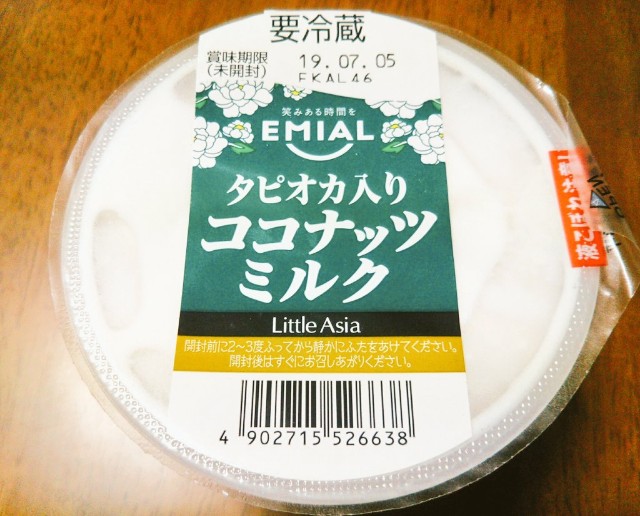 要冷蔵
賞味期限
(未開封)
19.07.05
FKAL46
笑みある時間を
EMIAL
タピオカ入り
ココナッツ
ミルク
Little Asia
開封前に2～3度ふってから静かにふたをあけてください。
開封後はすぐにお召しあがりください。
4 902715 526638
OPEN